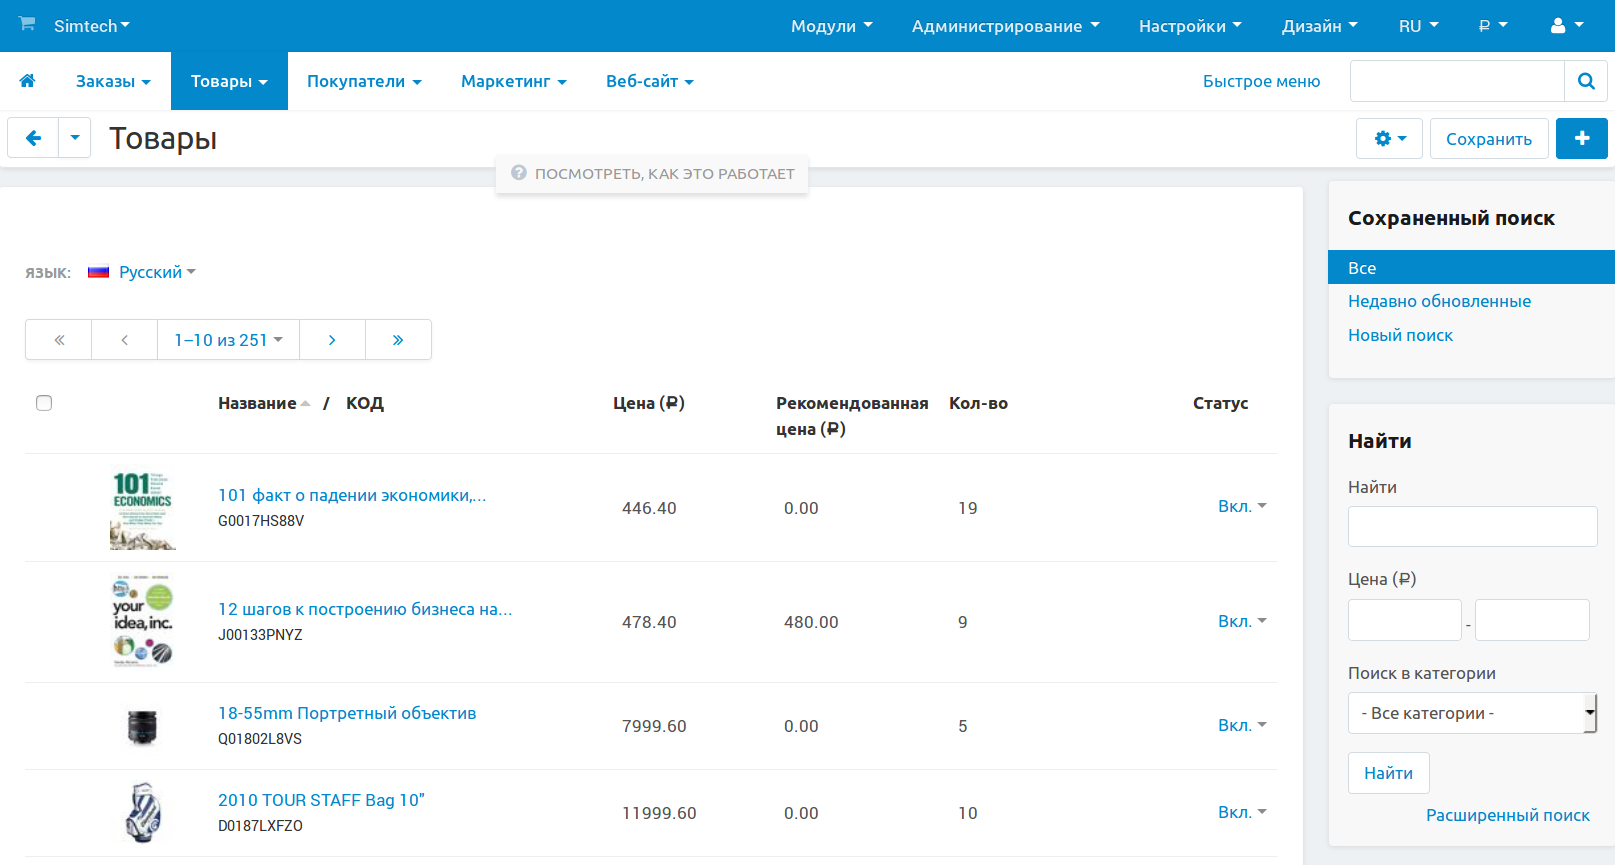 Simtech Модули Администрирование Настройки Дизайн RU ₽
Заказы Товары Покупатели Маркетинг Веб-сайт Быстрое меню
Товары Сохранить
ПОСМОТРЕТЬ, КАК ЭТО РАБОТАЕТ
язык: Русский
« ‹ 1–10 из 251 › »
Название / КОД Цена (₽) Рекомендованная цена (₽) Кол-во Статус
101 ECONOMICS
101 факт о падении экономики,...
G0017HS88V
446.40 0.00 19 Вкл.
your idea, inc.
12 шагов к построению бизнеса на...
J00133PNYZ
478.40 480.00 9 Вкл.
18-55mm Портретный объектив
Q01802L8VS
7999.60 0.00 5 Вкл.
2010 TOUR STAFF Bag 10"
D0187LXFZO
11999.60 0.00 10 Вкл.
Сохраненный поиск
Все
Недавно обновленные
Новый поиск
Найти
Найти
Цена (₽)
-
Поиск в категории
- Все категории -
Найти
Расширенный поиск